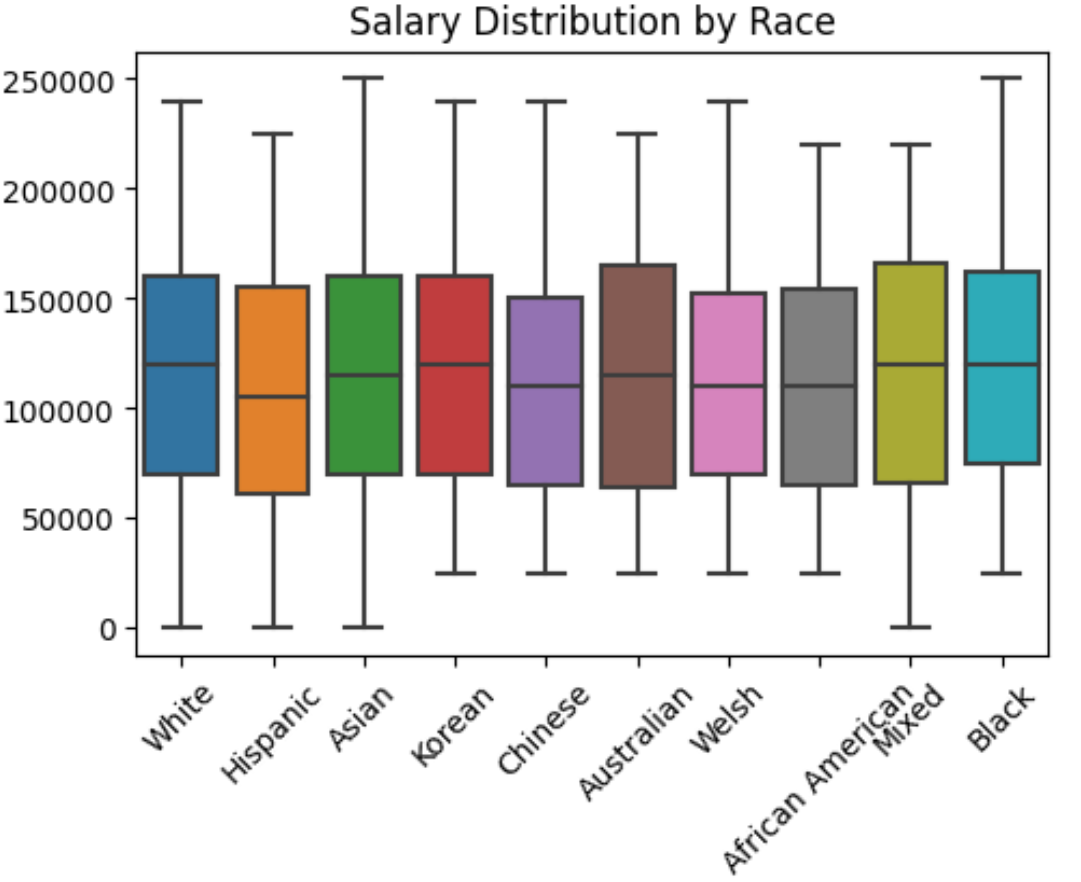 Salary Distribution by Race
250000
200000
150000
100000
50000
0
White
Hispanic
Asian
Korean
Chinese
Australian
Welsh
African American
Mixed
Black